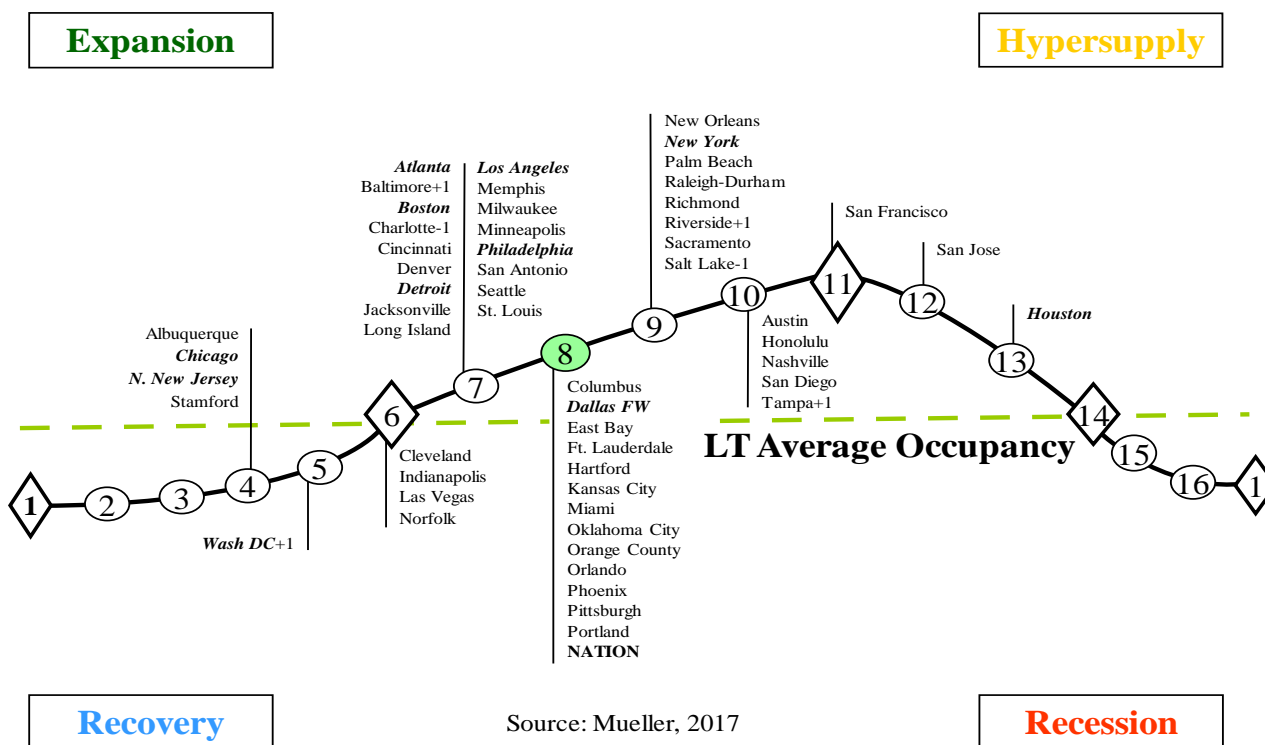 Expansion
Hypersupply
New Orleans
New York
Palm Beach
Raleigh-Durham
Richmond
Riverside+1
Sacramento
Salt Lake-1
Atlanta
Baltimore+1
Boston
Charlotte-1
Cincinnati
Denver
Detroit
Jacksonville
Long Island
Los Angeles
Memphis
Milwaukee
Minneapolis
Philadelphia
San Antonio
Seattle
St. Louis
San Francisco
San Jose
Houston
Albuquerque
Chicago
N. New Jersey
Stamford
1
2
3
4
5
6
7
8
9
10
11
12
13
14
15
16
1
Austin
Honolulu
Nashville
San Diego
Tampa+1
LT Average Occupancy
Columbus
Dallas FW
East Bay
Ft. Lauderdale
Hartford
Kansas City
Miami
Oklahoma City
Orange County
Orlando
Phoenix
Pittsburgh
Portland
NATION
Cleveland
Indianapolis
Las Vegas
Norfolk
Wash DC+1
Recovery
Source: Mueller, 2017
Recession